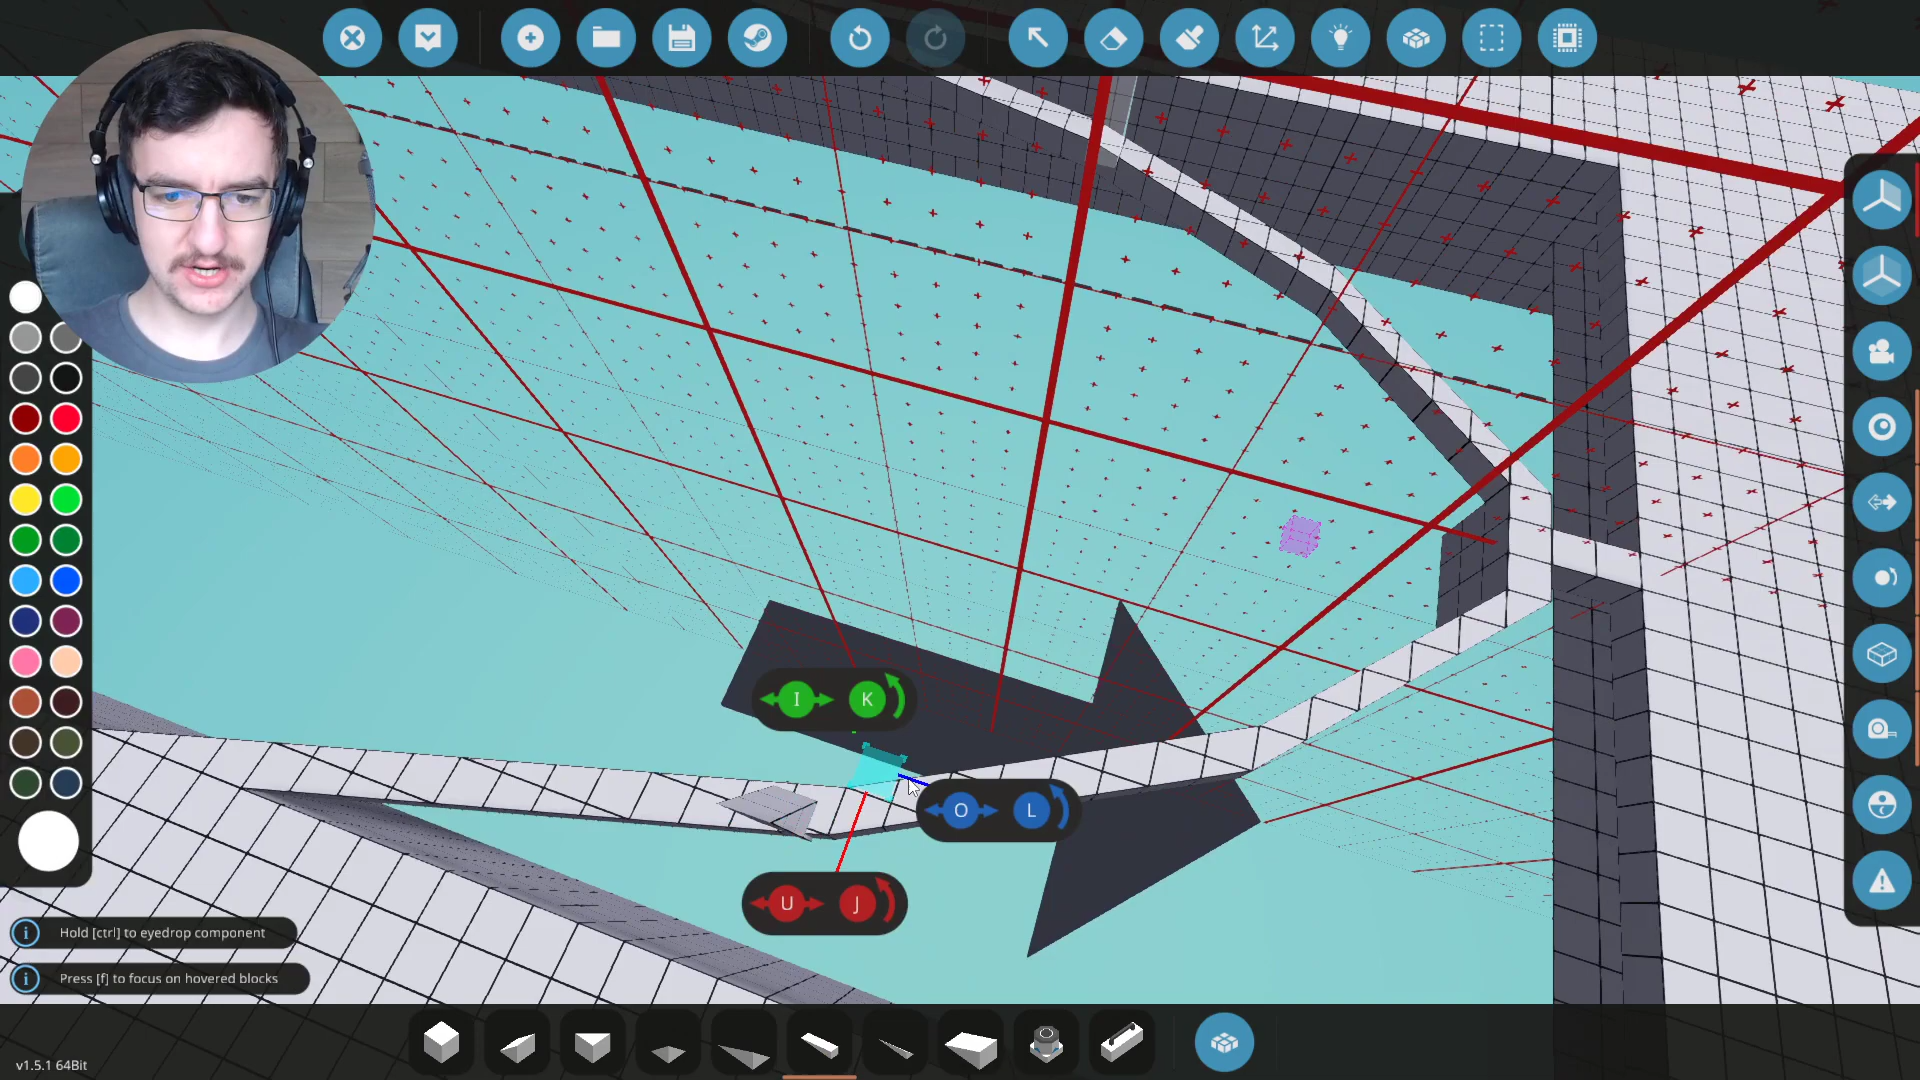 I K
O L
U J
Hold [ctrl] to eyedrop component
Press [f] to focus on hovered blocks
v1.5.1 64Bit